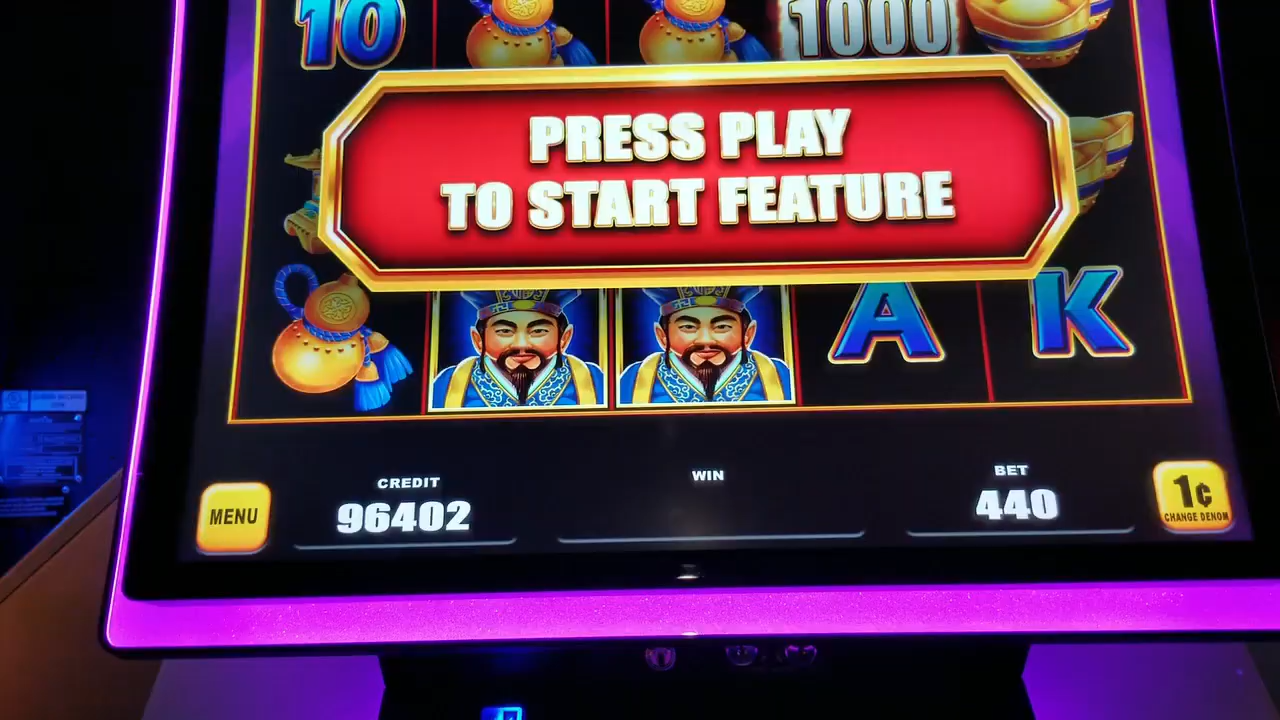 10
1000
PRESS PLAY
TO START FEATURE
A
K
CREDIT
WIN
BET
MENU
96402
440
1¢
CHANGE DENOM